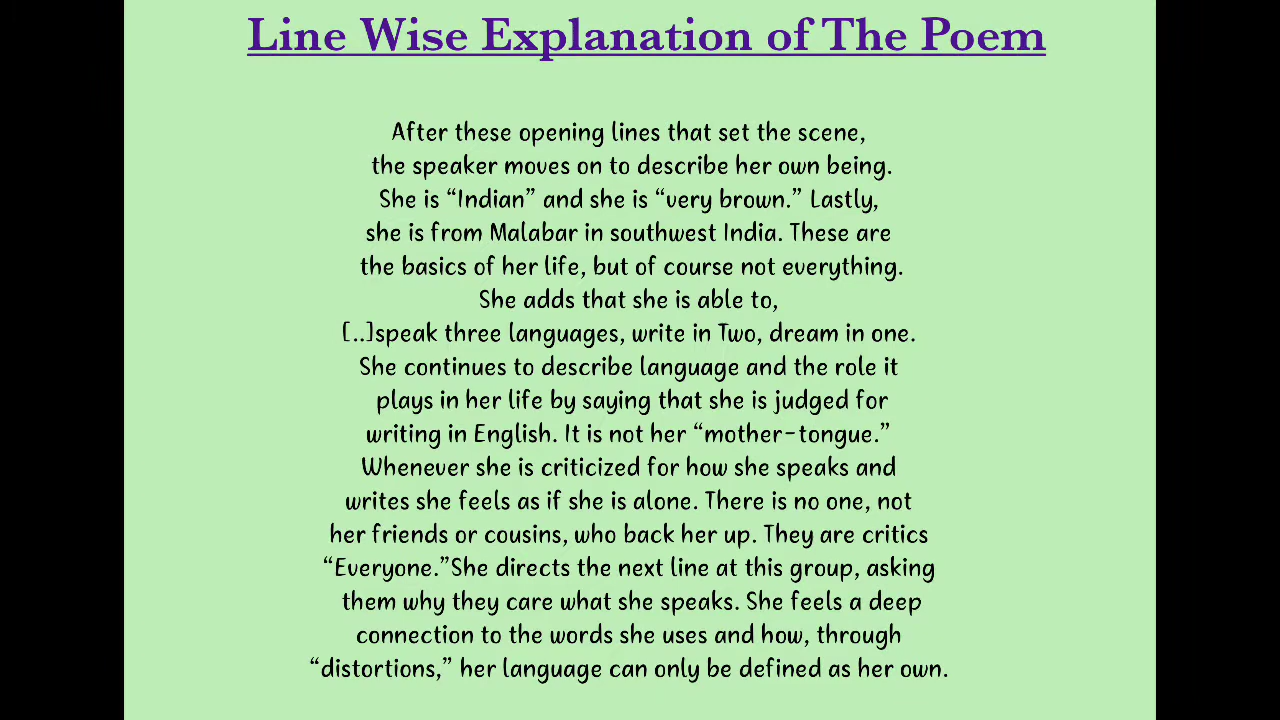 Line Wise Explanation of The Poem
After these opening lines that set the scene,
the speaker moves on to describe her own being.
She is “Indian” and she is “very brown.” Lastly,
she is from Malabar in southwest India. These are
the basics of her life, but of course not everything.
She adds that she is able to,
[..]speak three languages, write in Two, dream in one.
She continues to describe language and the role it
plays in her life by saying that she is judged for
writing in English. It is not her “mother-tongue.”
Whenever she is criticized for how she speaks and
writes she feels as if she is alone. There is no one, not
her friends or cousins, who back her up. They are critics
“Everyone.”She directs the next line at this group, asking
them why they care what she speaks. She feels a deep
connection to the words she uses and how, through
“distortions,” her language can only be defined as her own.